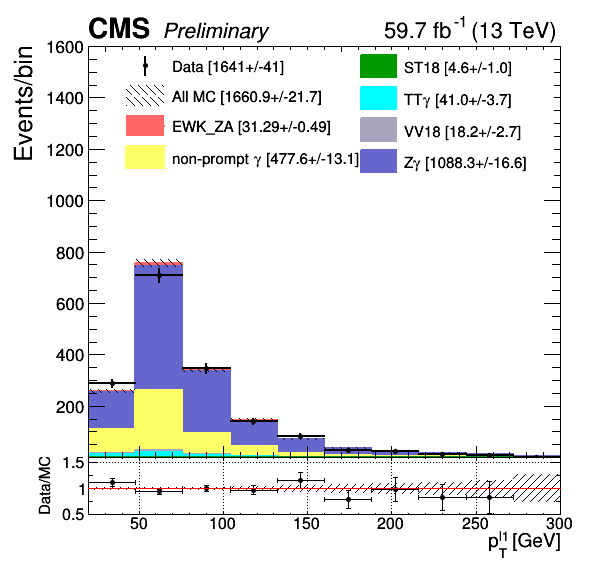 CMS Preliminary 59.7 fb⁻¹ (13 TeV)
Events/bin
1600
1400
1200
1000
800
600
400
200
Data [1641+/-41]
All MC [1660.9+/-21.7]
EWK_ZA [31.29+/-0.49]
non-prompt γ [477.6+/-13.1]
ST18 [4.6+/-1.0]
TTγ [41.0+/-3.7]
VV18 [18.2+/-2.7]
Zγ [1088.3+/-16.6]
Data/MC
1.5
1
0.5
50 100 150 200 250 300
p_T^l1 [GeV]